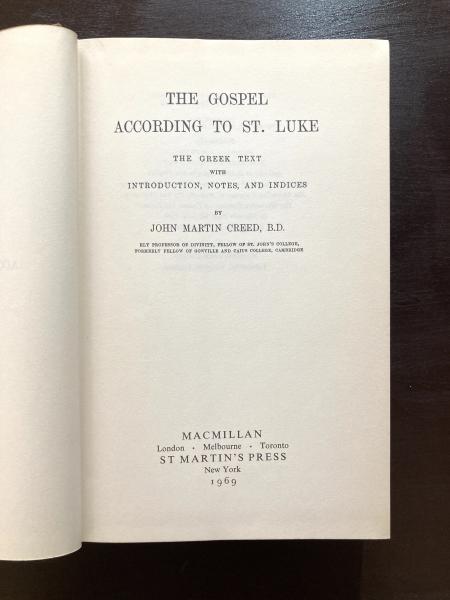 THE GOSPEL
ACCORDING TO ST. LUKE
THE GREEK TEXT
WITH
INTRODUCTION, NOTES, AND INDICES
BY
JOHN MARTIN CREED, B.D.
ELY PROFESSOR OF DIVINITY, FELLOW OF ST. JOHN'S COLLEGE,
FORMERLY FELLOW OF GONVILLE AND CAIUS COLLEGE, CAMBRIDGE
MACMILLAN
London • Melbourne • Toronto
ST MARTIN'S PRESS
New York
1969